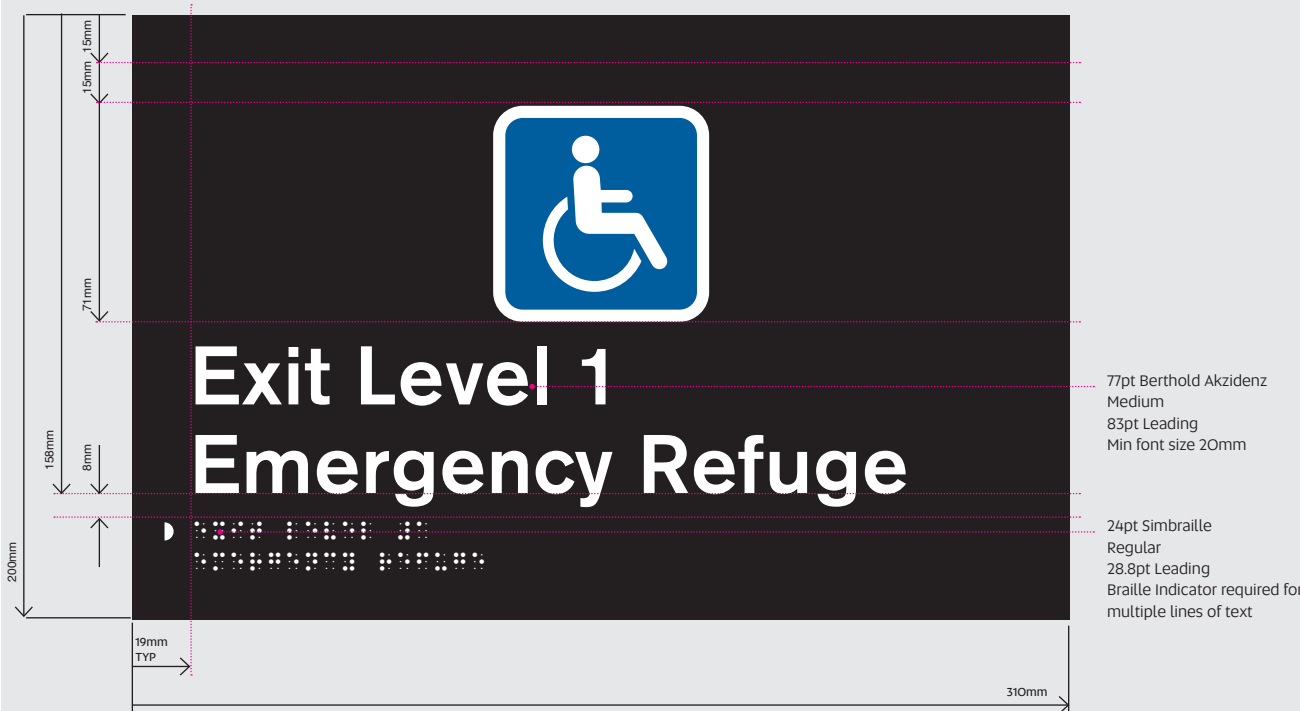 15mm
15mm
71mm
Exit Level 1
77pt Berthold Akzidenz
Medium
83pt Leading
Min font size 20mm
Emergency Refuge
158mm
8mm
⠑⠭⠊⠞ ⠇⠑⠧⠑⠇ ⠼⠁
⠑⠍⠑⠗⠛⠑⠝⠉⠽ ⠗⠑⠋⠥⠛⠑
24pt Simbraille
Regular
28.8pt Leading
Braille Indicator required for
multiple lines of text
200mm
19mm
TYP
310mm